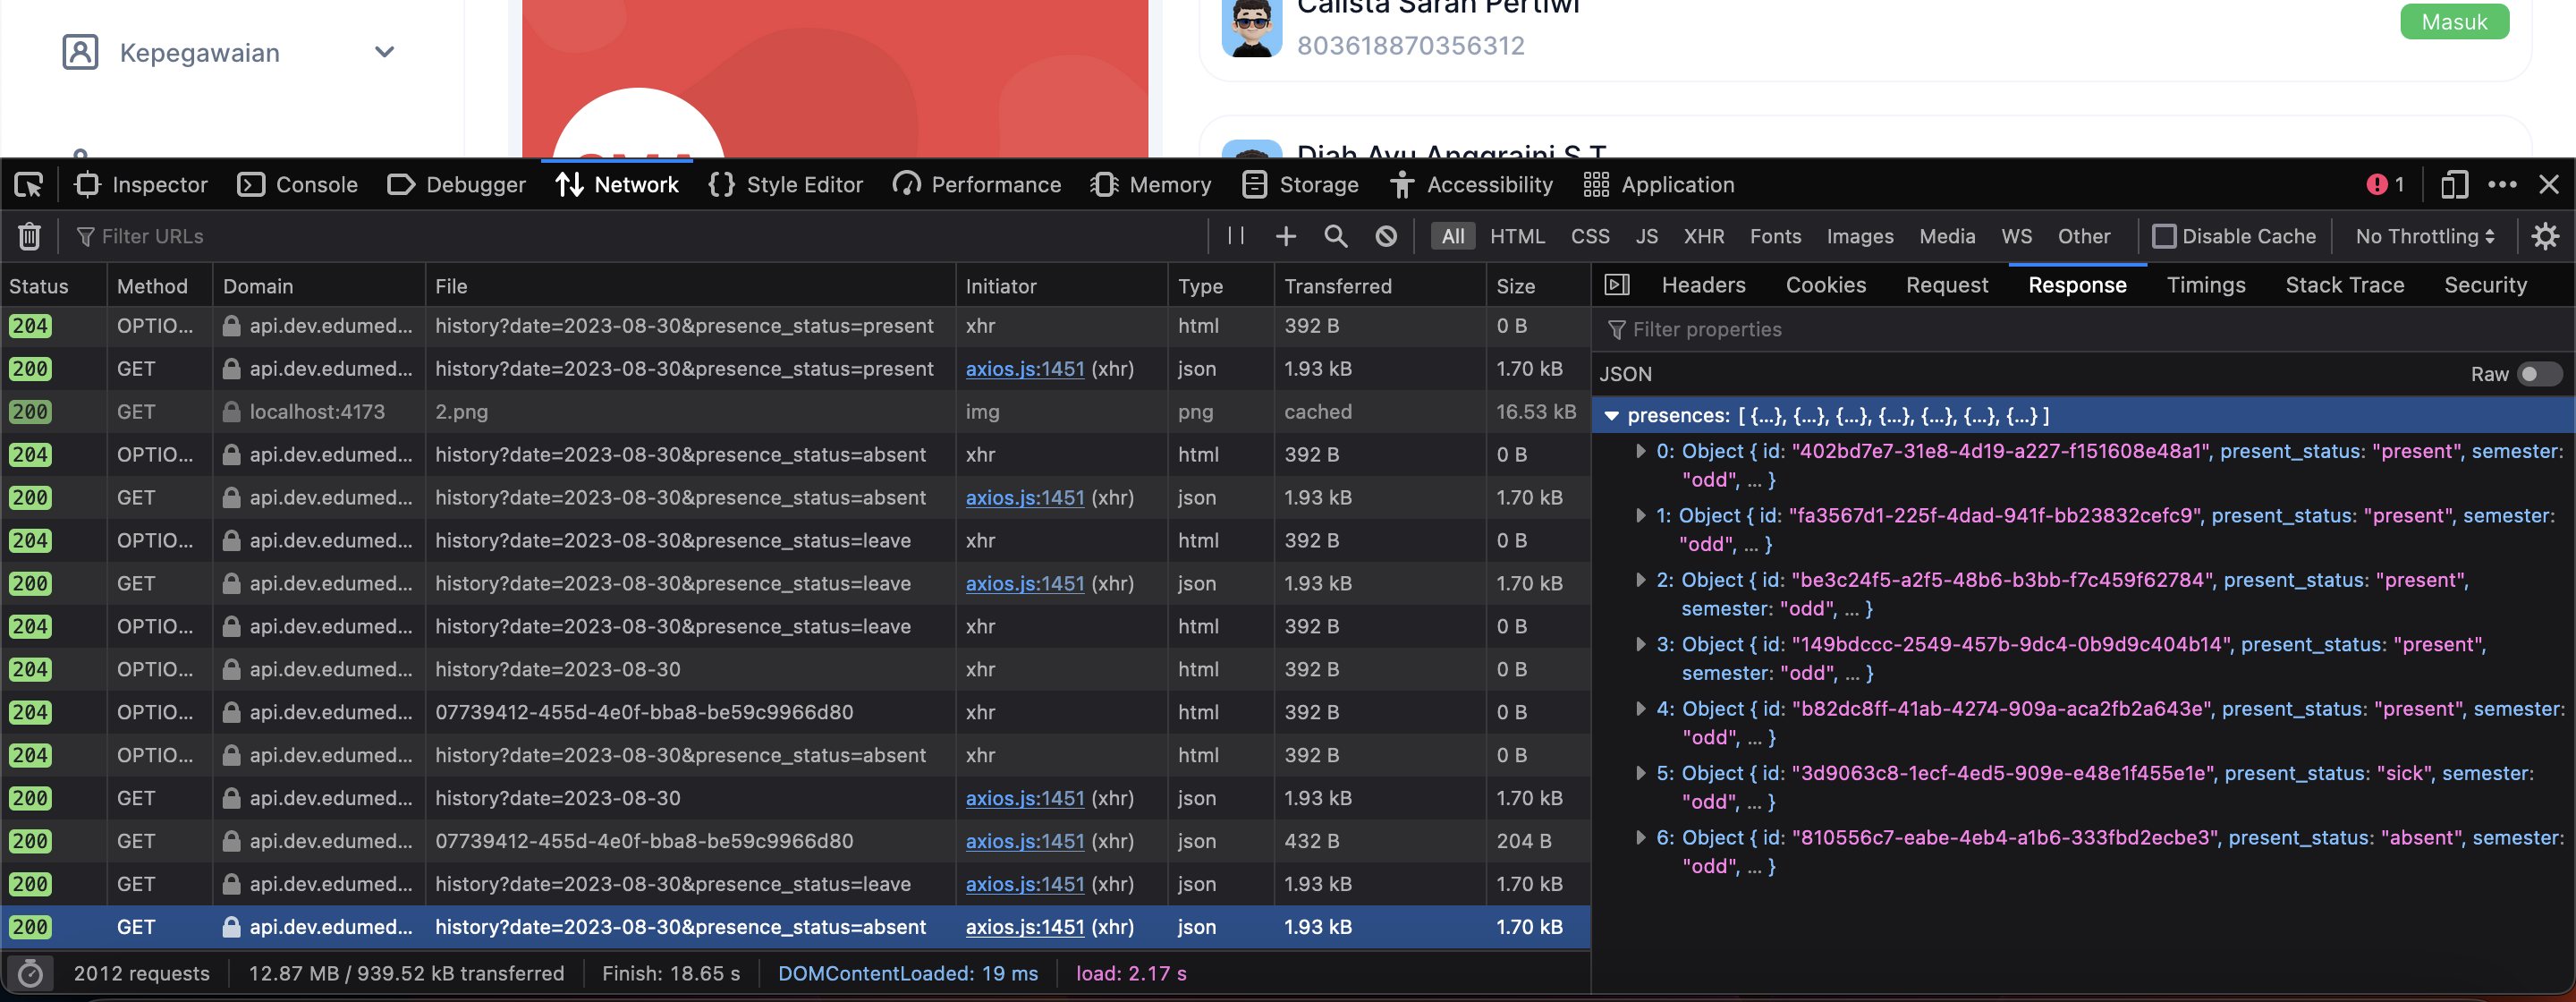 Kepegawaian
Calista Sarah Pertiwi
803618870356312
Masuk
Diah Ayu Anggraini S.T
Inspector Console Debugger Network Style Editor Performance Memory Storage Accessibility Application 1
Filter URLs All HTML CSS JS XHR Fonts Images Media WS Other Disable Cache No Throttling
Status Method Domain File Initiator Type Transferred Size
204 OPTIO... api.dev.edumed... history?date=2023-08-30&presence_status=present xhr html 392 B 0 B
200 GET api.dev.edumed... history?date=2023-08-30&presence_status=present axios.js:1451 (xhr) json 1.93 kB 1.70 kB
200 GET localhost:4173 2.png img png cached 16.53 kB
204 OPTIO... api.dev.edumed... history?date=2023-08-30&presence_status=absent xhr html 392 B 0 B
200 GET api.dev.edumed... history?date=2023-08-30&presence_status=absent axios.js:1451 (xhr) json 1.93 kB 1.70 kB
204 OPTIO... api.dev.edumed... history?date=2023-08-30&presence_status=leave xhr html 392 B 0 B
200 GET api.dev.edumed... history?date=2023-08-30&presence_status=leave axios.js:1451 (xhr) json 1.93 kB 1.70 kB
204 OPTIO... api.dev.edumed... history?date=2023-08-30&presence_status=leave xhr html 392 B 0 B
204 OPTIO... api.dev.edumed... history?date=2023-08-30 xhr html 392 B 0 B
204 OPTIO... api.dev.edumed... 07739412-455d-4e0f-bba8-be59c9966d80 xhr html 392 B 0 B
204 OPTIO... api.dev.edumed... history?date=2023-08-30&presence_status=absent xhr html 392 B 0 B
200 GET api.dev.edumed... history?date=2023-08-30 axios.js:1451 (xhr) json 1.93 kB 1.70 kB
200 GET api.dev.edumed... 07739412-455d-4e0f-bba8-be59c9966d80 axios.js:1451 (xhr) json 432 B 204 B
200 GET api.dev.edumed... history?date=2023-08-30&presence_status=leave axios.js:1451 (xhr) json 1.93 kB 1.70 kB
200 GET api.dev.edumed... history?date=2023-08-30&presence_status=absent axios.js:1451 (xhr) json 1.93 kB 1.70 kB
2012 requests 12.87 MB / 939.52 kB transferred Finish: 18.65 s DOMContentLoaded: 19 ms load: 2.17 s
Headers Cookies Request Response Timings Stack Trace Security
Filter properties
JSON Raw
presences: [ {…}, {…}, {…}, {…}, {…}, {…}, {…} ]
0: Object { id: "402bd7e7-31e8-4d19-a227-f151608e48a1", present_status: "present", semester:
"odd", … }
1: Object { id: "fa3567d1-225f-4dad-941f-bb23832cefc9", present_status: "present", semester:
"odd", … }
2: Object { id: "be3c24f5-a2f5-48b6-b3bb-f7c459f62784", present_status: "present",
semester: "odd", … }
3: Object { id: "149bdccc-2549-457b-9dc4-0b9d9c404b14", present_status: "present",
semester: "odd", … }
4: Object { id: "b82dc8ff-41ab-4274-909a-aca2fb2a643e", present_status: "present", semester:
"odd", … }
5: Object { id: "3d9063c8-1ecf-4ed5-909e-e48e1f455e1e", present_status: "sick", semester:
"odd", … }
6: Object { id: "810556c7-eabe-4eb4-a1b6-333fbd2ecbe3", present_status: "absent", semester:
"odd", … }